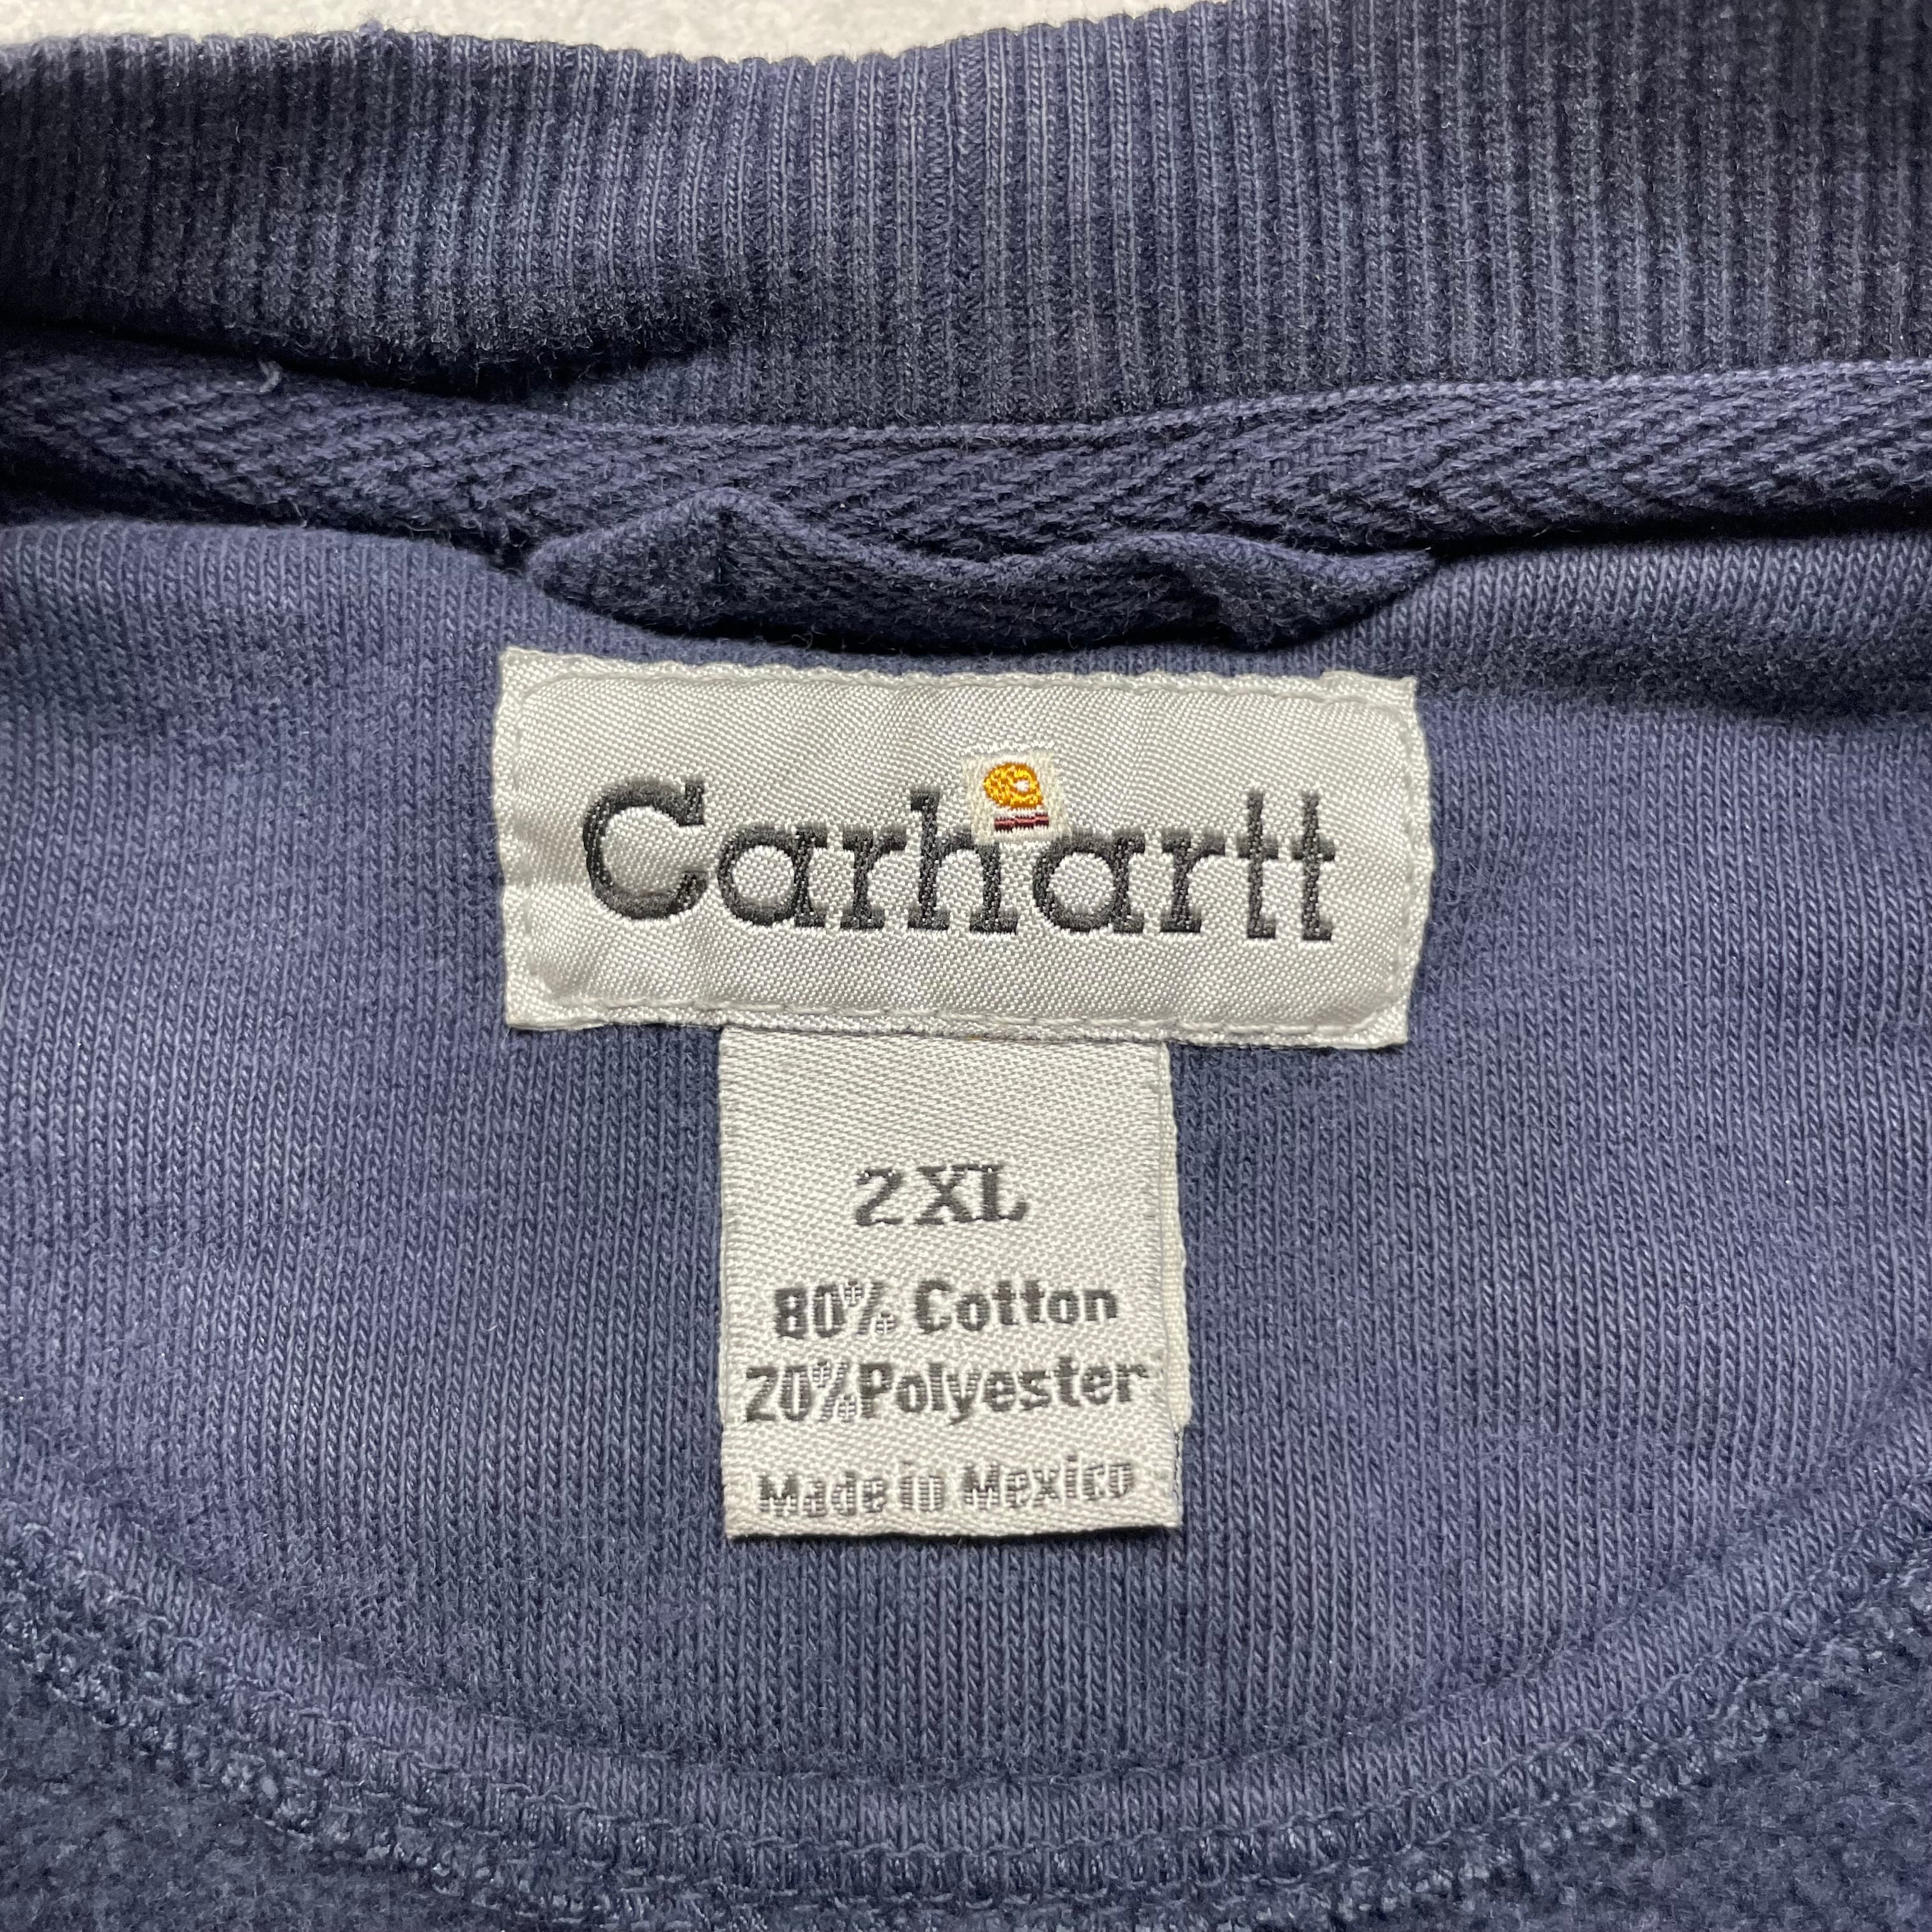 Carhartt
2XL
80% Cotton
20% Polyester
Made in Mexico